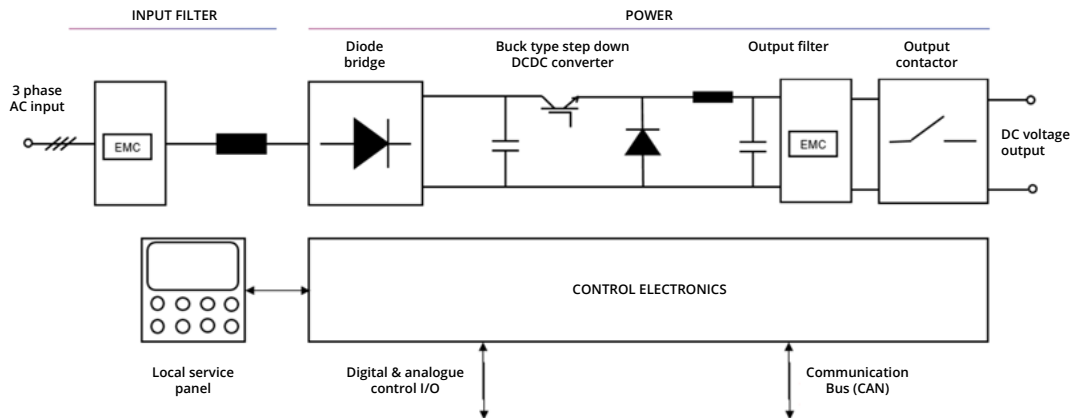 INPUT FILTER
POWER
Diode
bridge
Buck type step down
DCDC converter
Output filter
Output
contactor
3 phase
AC input
EMC
EMC
DC voltage
output
CONTROL ELECTRONICS
Local service
panel
Digital & analogue
control I/O
Communication
Bus (CAN)